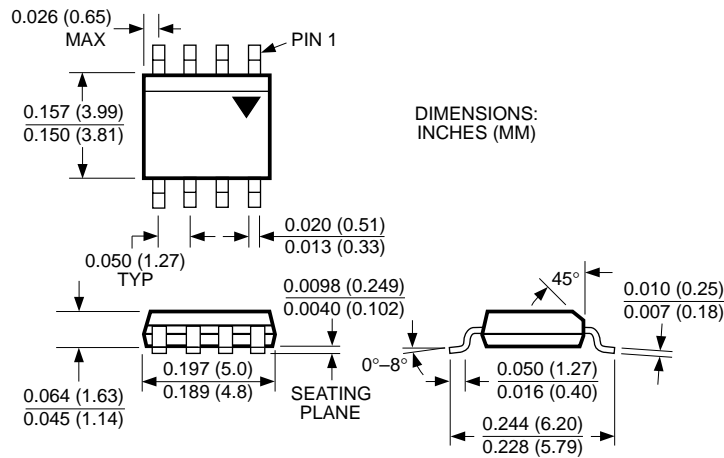 0.026 (0.65)
MAX
PIN 1
0.157 (3.99)
0.150 (3.81)
DIMENSIONS:
INCHES (MM)
0.020 (0.51)
0.013 (0.33)
0.050 (1.27)
TYP
0.0098 (0.249)
0.0040 (0.102)
45°
0.010 (0.25)
0.007 (0.18)
0°–8°
0.064 (1.63)
0.045 (1.14)
0.197 (5.0)
0.189 (4.8)
SEATING
PLANE
0.050 (1.27)
0.016 (0.40)
0.244 (6.20)
0.228 (5.79)